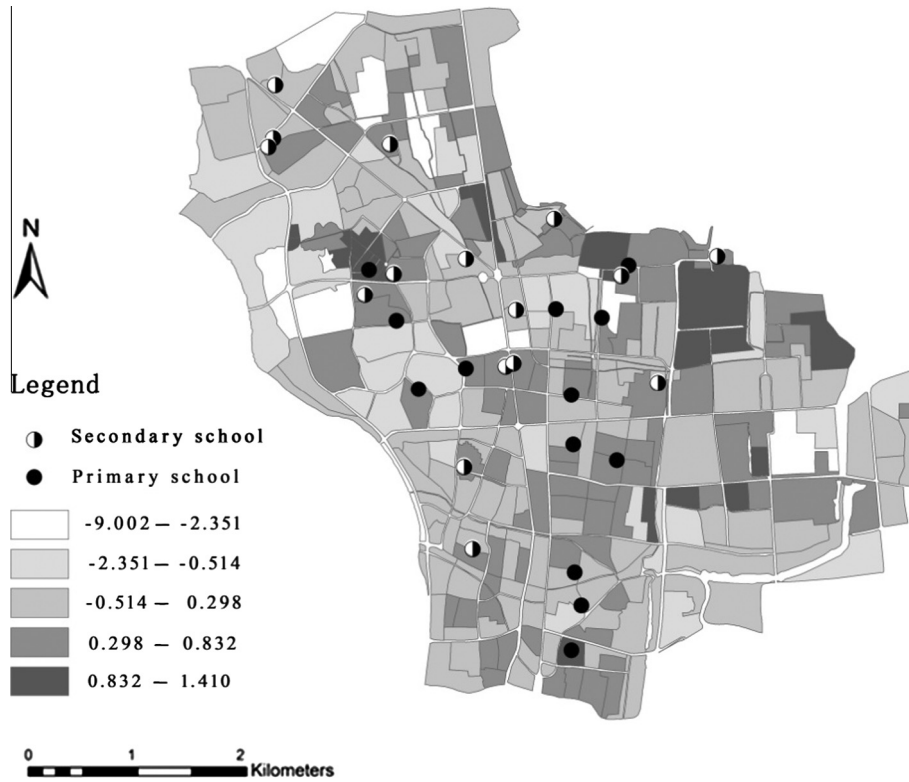 N
Legend
Secondary school
Primary school
-9.002 — -2.351
-2.351 — -0.514
-0.514 — 0.298
0.298 — 0.832
0.832 — 1.410
0 1 2
Kilometers